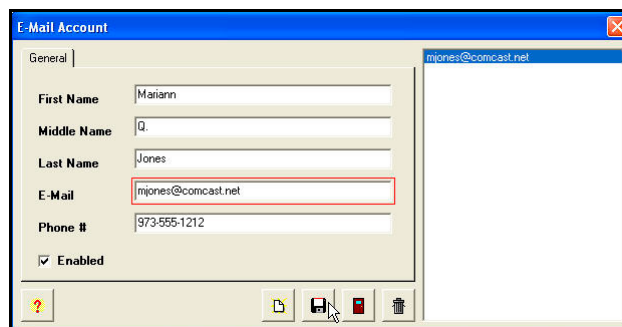 E-Mail Account
General
mjones@comcast.net
First Name
Mariann
Middle Name
Q.
Last Name
Jones
E-Mail
mjones@comcast.net
Phone #
973-555-1212
Enabled
?